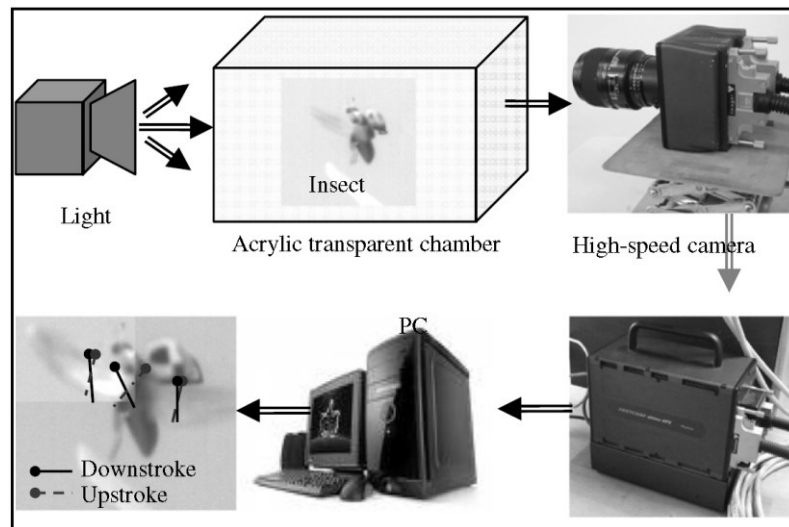 Light
Insect
Acrylic transparent chamber
High-speed camera
PC
Downstroke
Upstroke